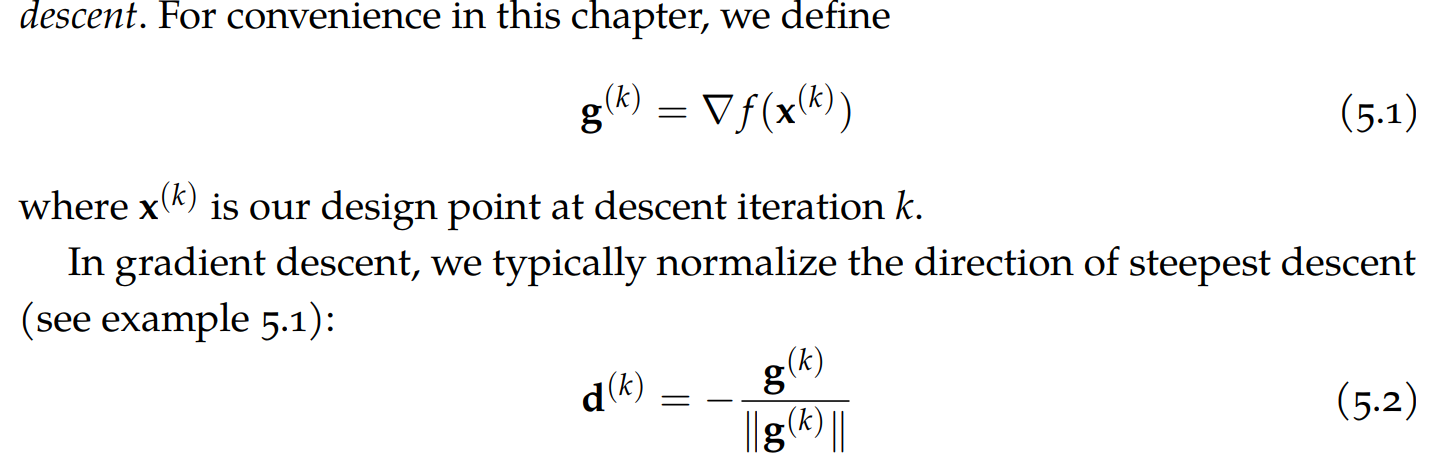 descent. For convenience in this chapter, we define
g^(k) = ∇f(x^(k)) (5.1)
where x^(k) is our design point at descent iteration k.
In gradient descent, we typically normalize the direction of steepest descent
(see example 5.1):
d^(k) = − g^(k) / ‖g^(k)‖ (5.2)